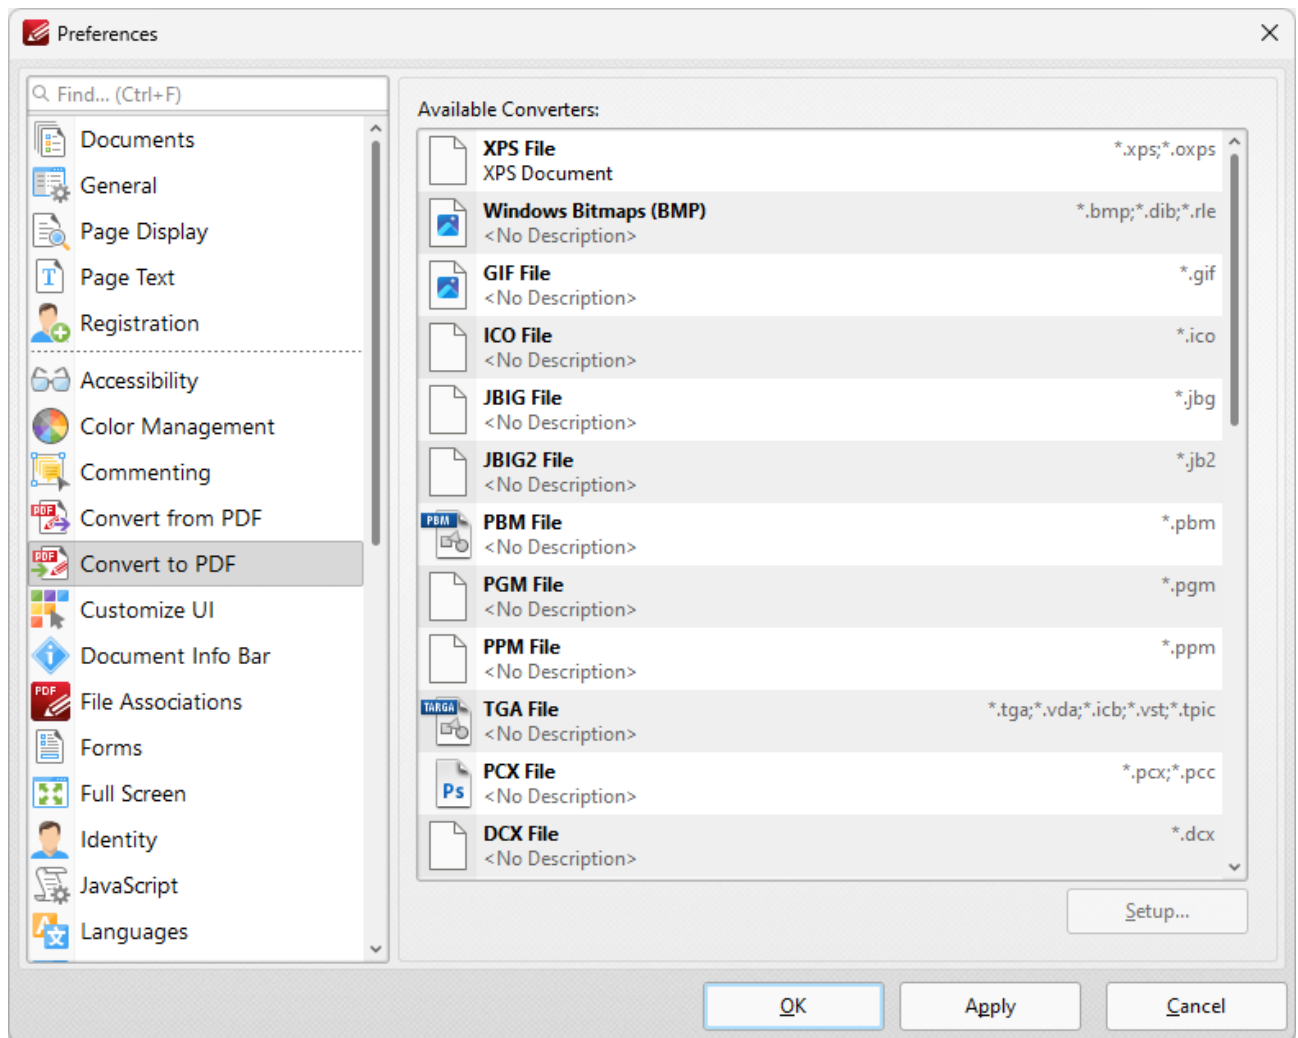 Preferences
Find... (Ctrl+F)
Documents
General
Page Display
Page Text
Registration
Accessibility
Color Management
Commenting
Convert from PDF
Convert to PDF
Customize UI
Document Info Bar
File Associations
Forms
Full Screen
Identity
JavaScript
Languages
Available Converters:
XPS File *.xps;*.oxps
XPS Document
Windows Bitmaps (BMP) *.bmp;*.dib;*.rle
<No Description>
GIF File *.gif
<No Description>
ICO File *.ico
<No Description>
JBIG File *.jbg
<No Description>
JBIG2 File *.jb2
<No Description>
PBM
PBM File *.pbm
<No Description>
PGM File *.pgm
<No Description>
PPM File *.ppm
<No Description>
TARGA
TGA File *.tga;*.vda;*.icb;*.vst;*.tpic
<No Description>
Ps
PCX File *.pcx;*.pcc
<No Description>
DCX File *.dcx
<No Description>
Setup...
OK
Apply
Cancel